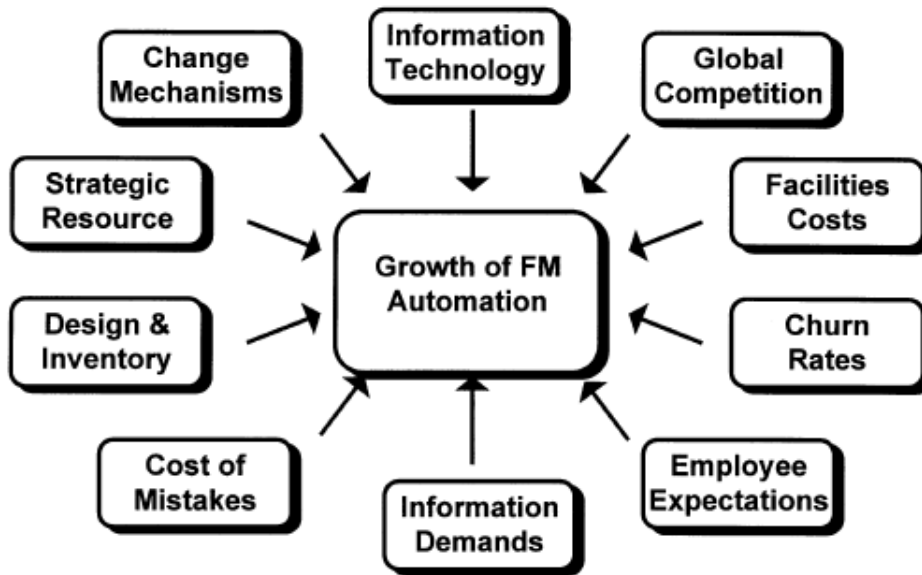 Change
Mechanisms
Information
Technology
Global
Competition
Strategic
Resource
Facilities
Costs
Growth of FM
Automation
Design &
Inventory
Churn
Rates
Cost of
Mistakes
Information
Demands
Employee
Expectations